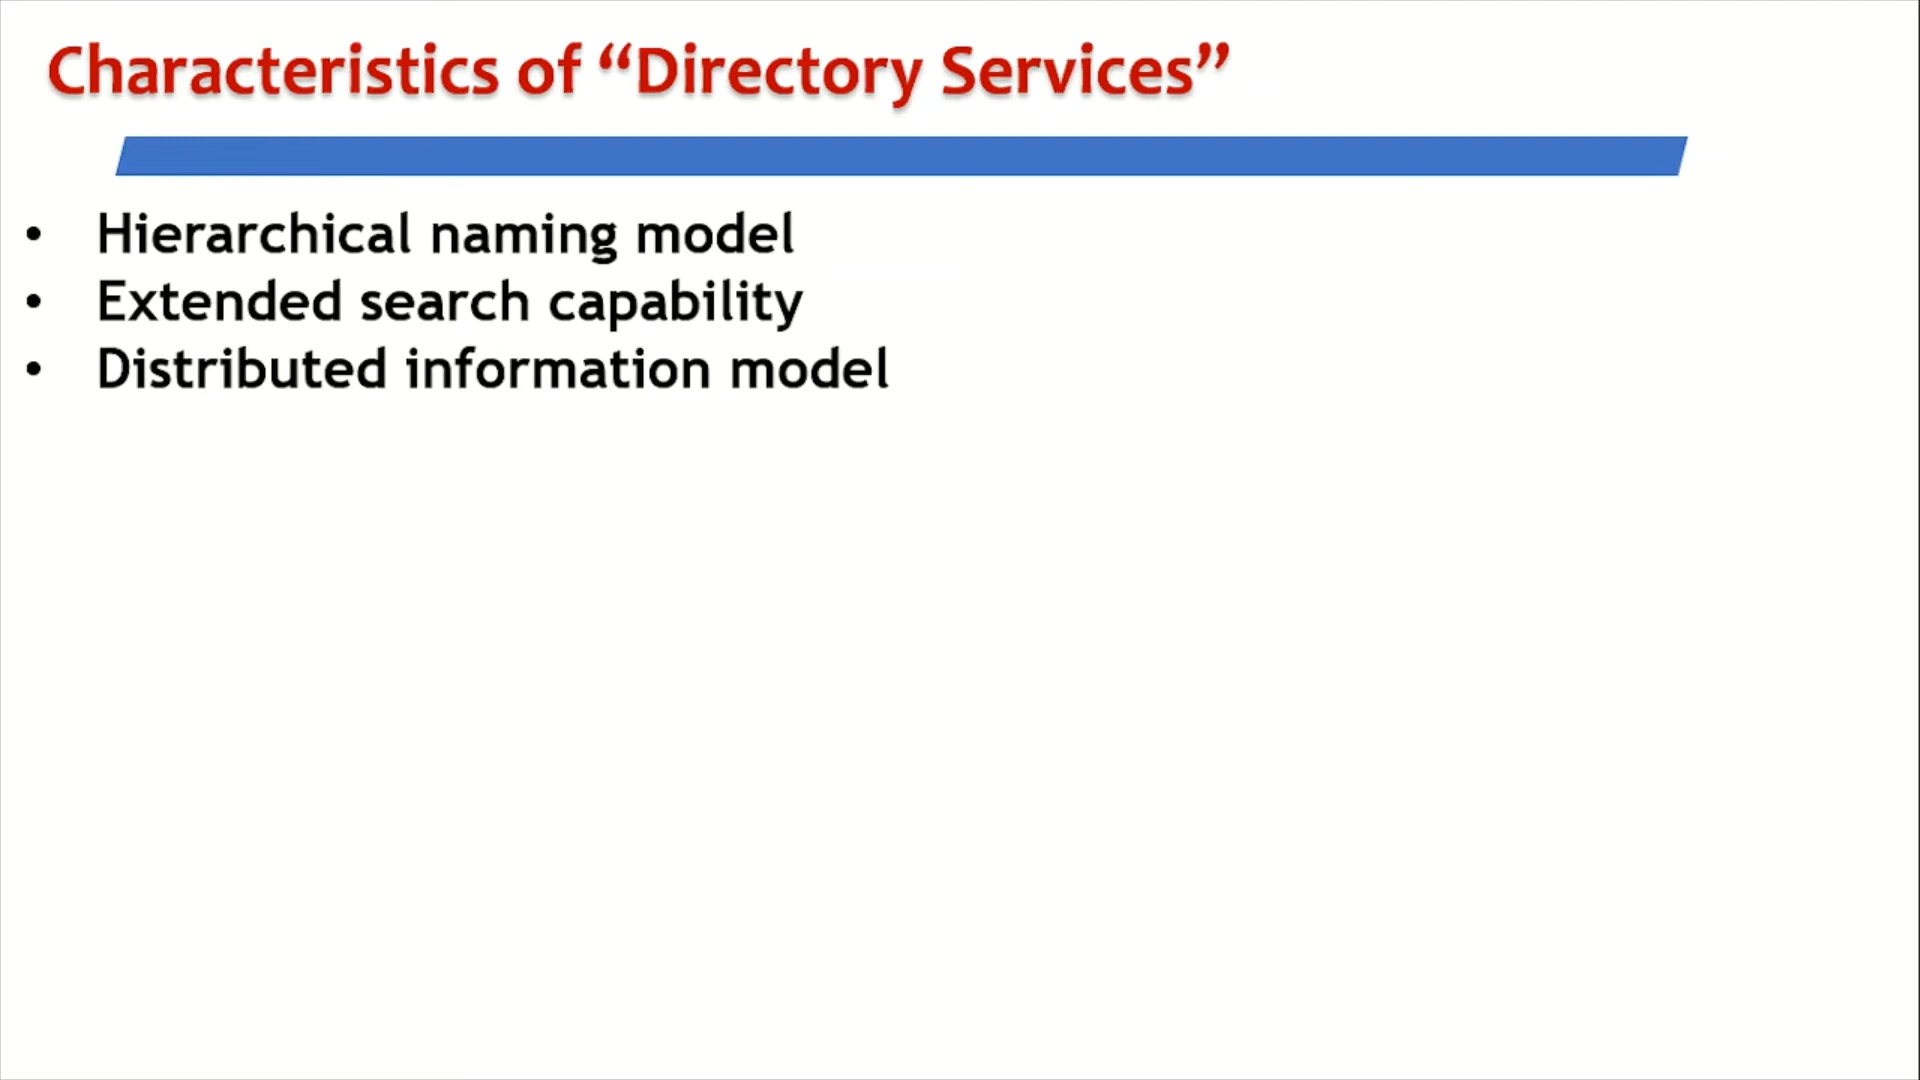 Characteristics of “Directory Services”
• Hierarchical naming model
• Extended search capability
• Distributed information model